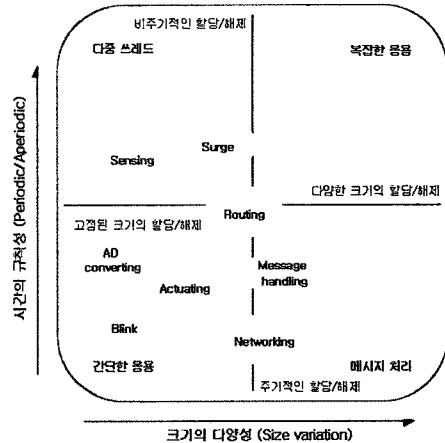 비주기적인 할당/해제
다중 쓰레드
복잡한 응용
Surge
Sensing
다양한 크기의 할당/해제
Routing
고정된 크기의 할당/해제
AD
converting
Message
handling
Actuating
Blink
Networking
간단한 응용
메시지 처리
주기적인 할당/해제
시간의 규칙성 (Periodic/Aperiodic)
크기의 다양성 (Size variation)